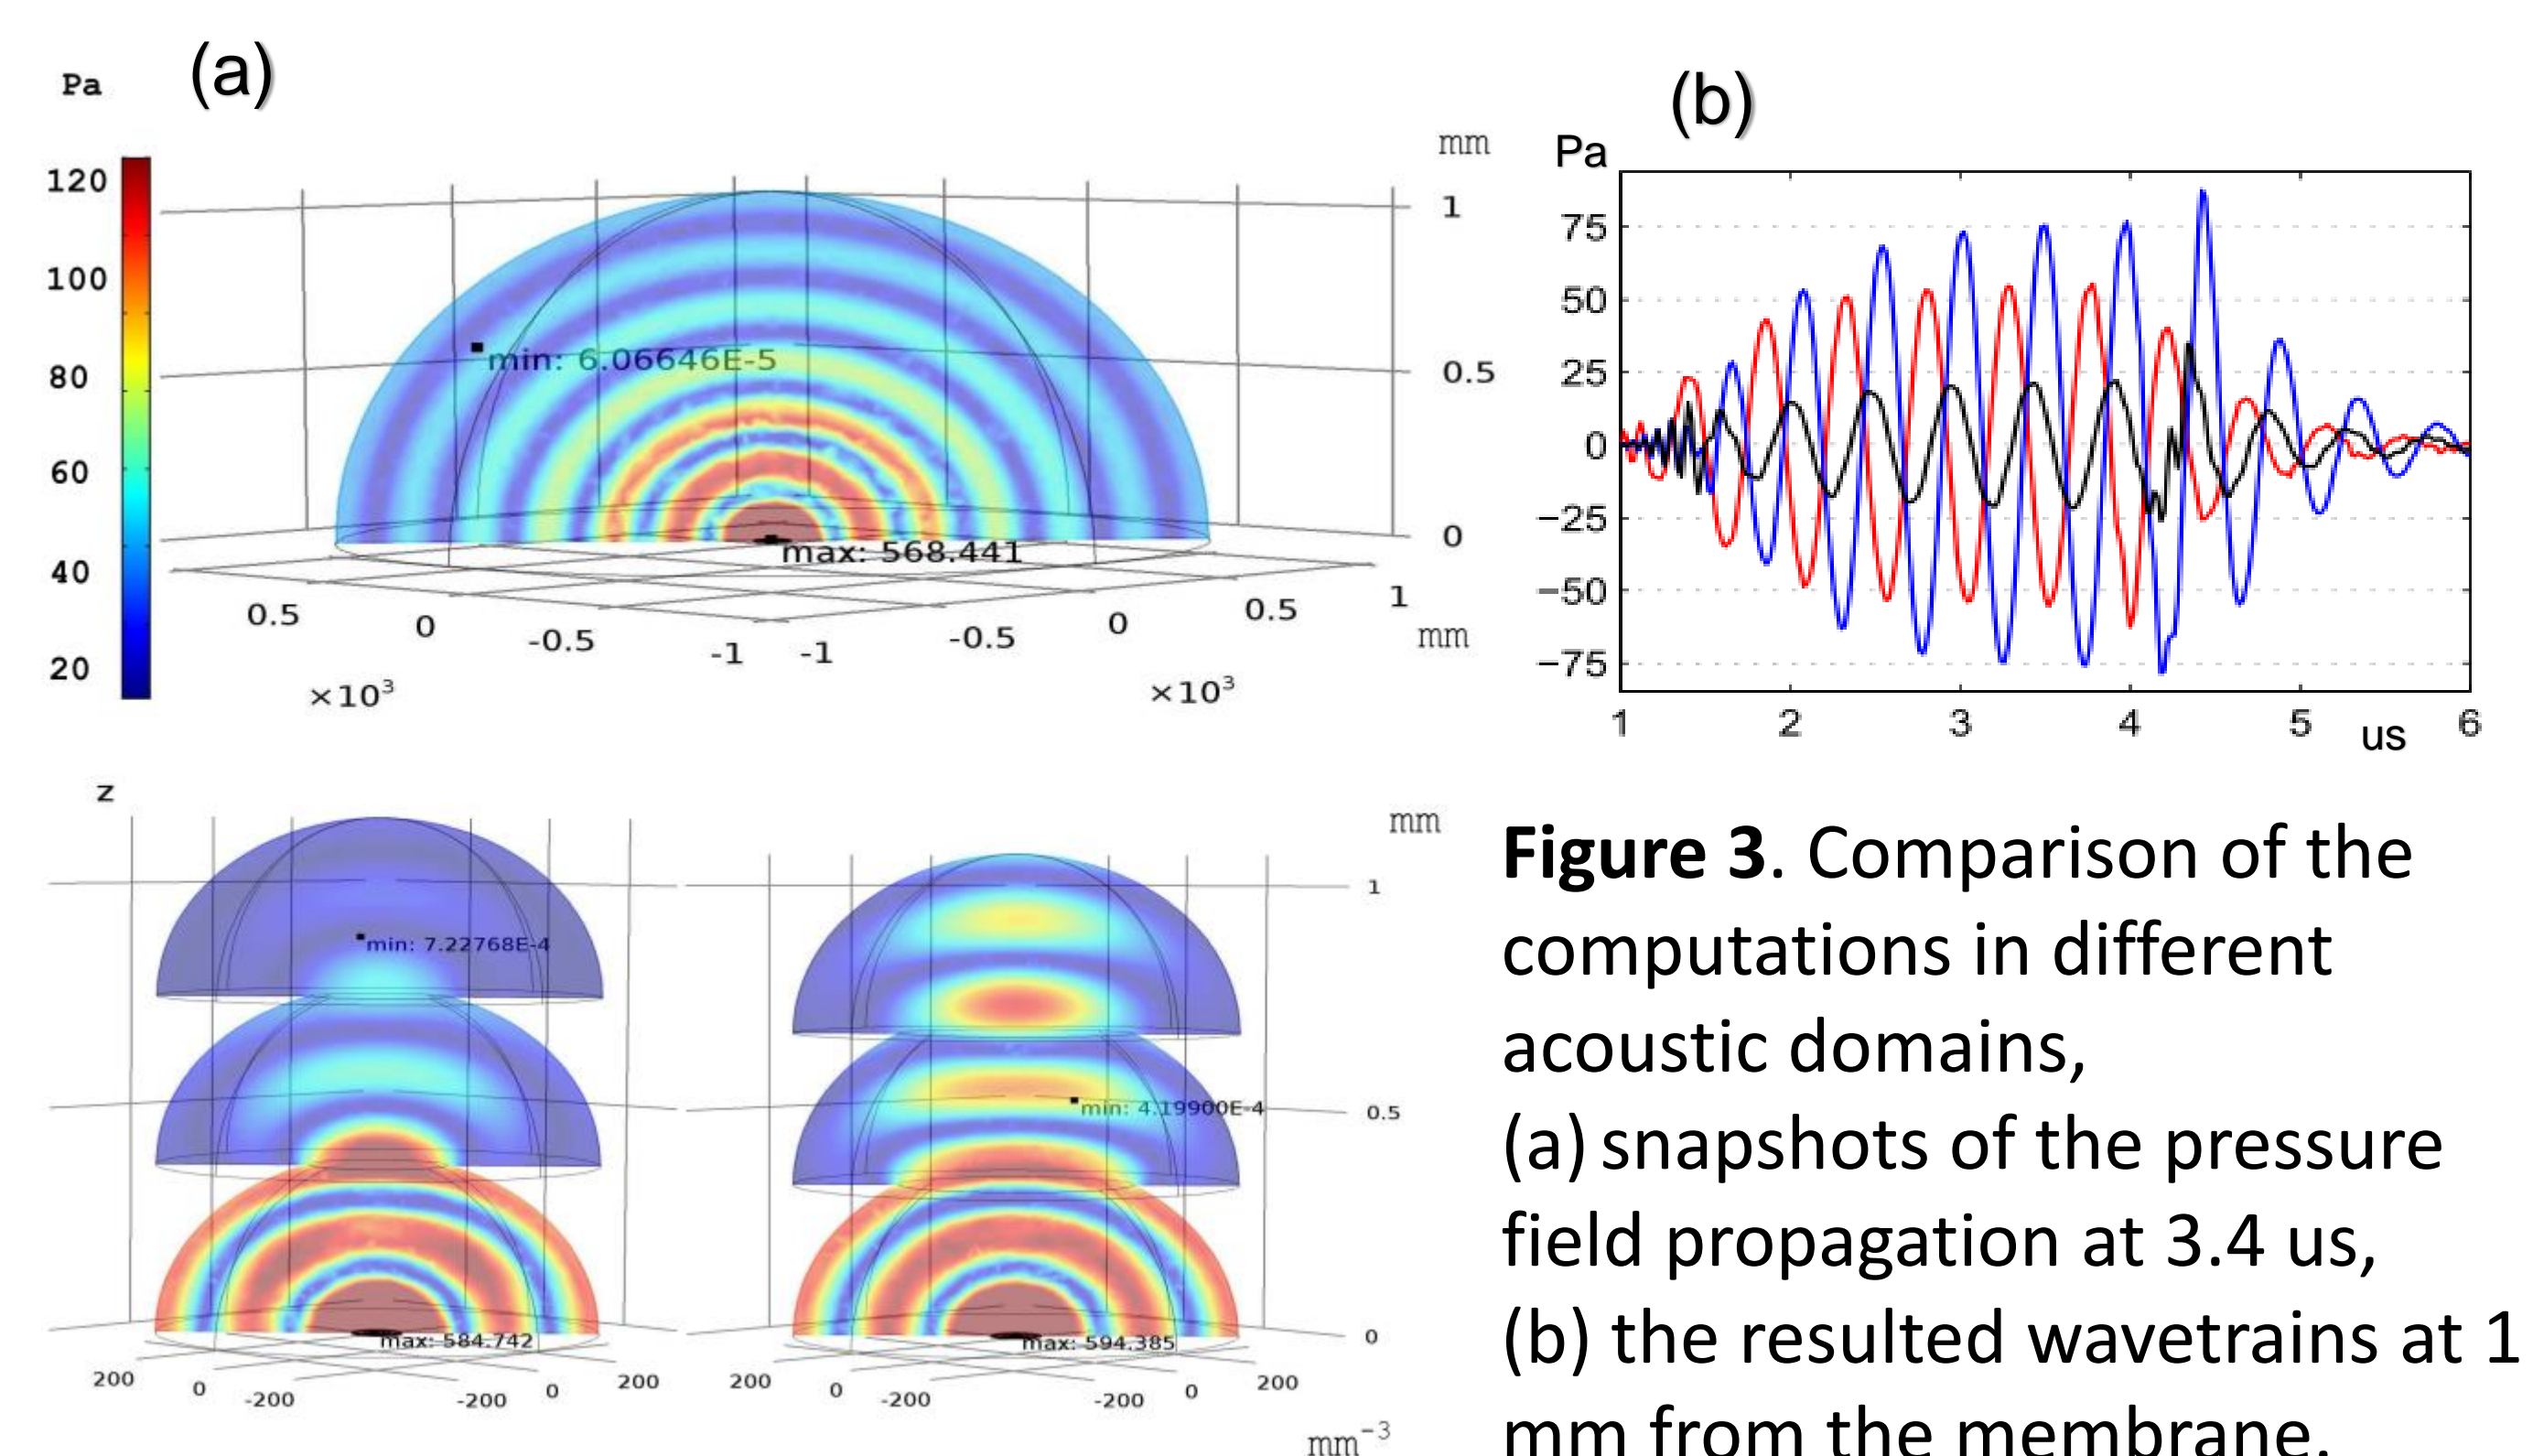 (a)
Pa
120
100
80
60
40
20
mm
1
0.5
0
min: 6.06646E-5
max: 568.441
0.5 0 -0.5 -1 -1 -0.5 0 0.5 1
mm
×10³ ×10³
(b)
Pa
75
50
25
0
−25
−50
−75
1 2 3 4 5 6
us
z
min: 7.22768E-4
max: 584.742
200 0 -200 -200 0 200
mm
1
0.5
0
min: 4.19900E-4
max: 594.385
200 0 -200 -200 0 200
mm⁻³
Figure 3. Comparison of the
computations in different
acoustic domains,
(a) snapshots of the pressure
field propagation at 3.4 us,
(b) the resulted wavetrains at 1
mm from the membrane.